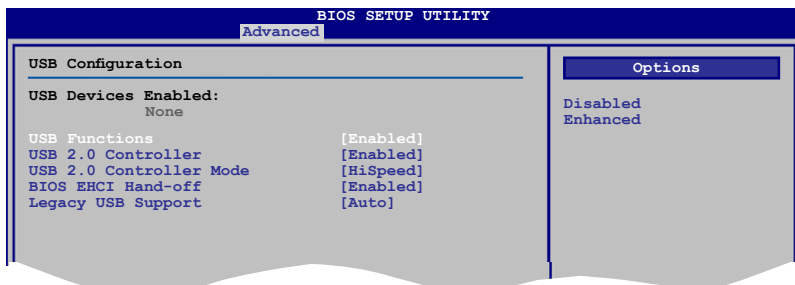 BIOS SETUP UTILITY
Advanced
USB Configuration
USB Devices Enabled:
None
USB Functions [Enabled]
USB 2.0 Controller [Enabled]
USB 2.0 Controller Mode [HiSpeed]
BIOS EHCI Hand-off [Enabled]
Legacy USB Support [Auto]
Options
Disabled
Enhanced